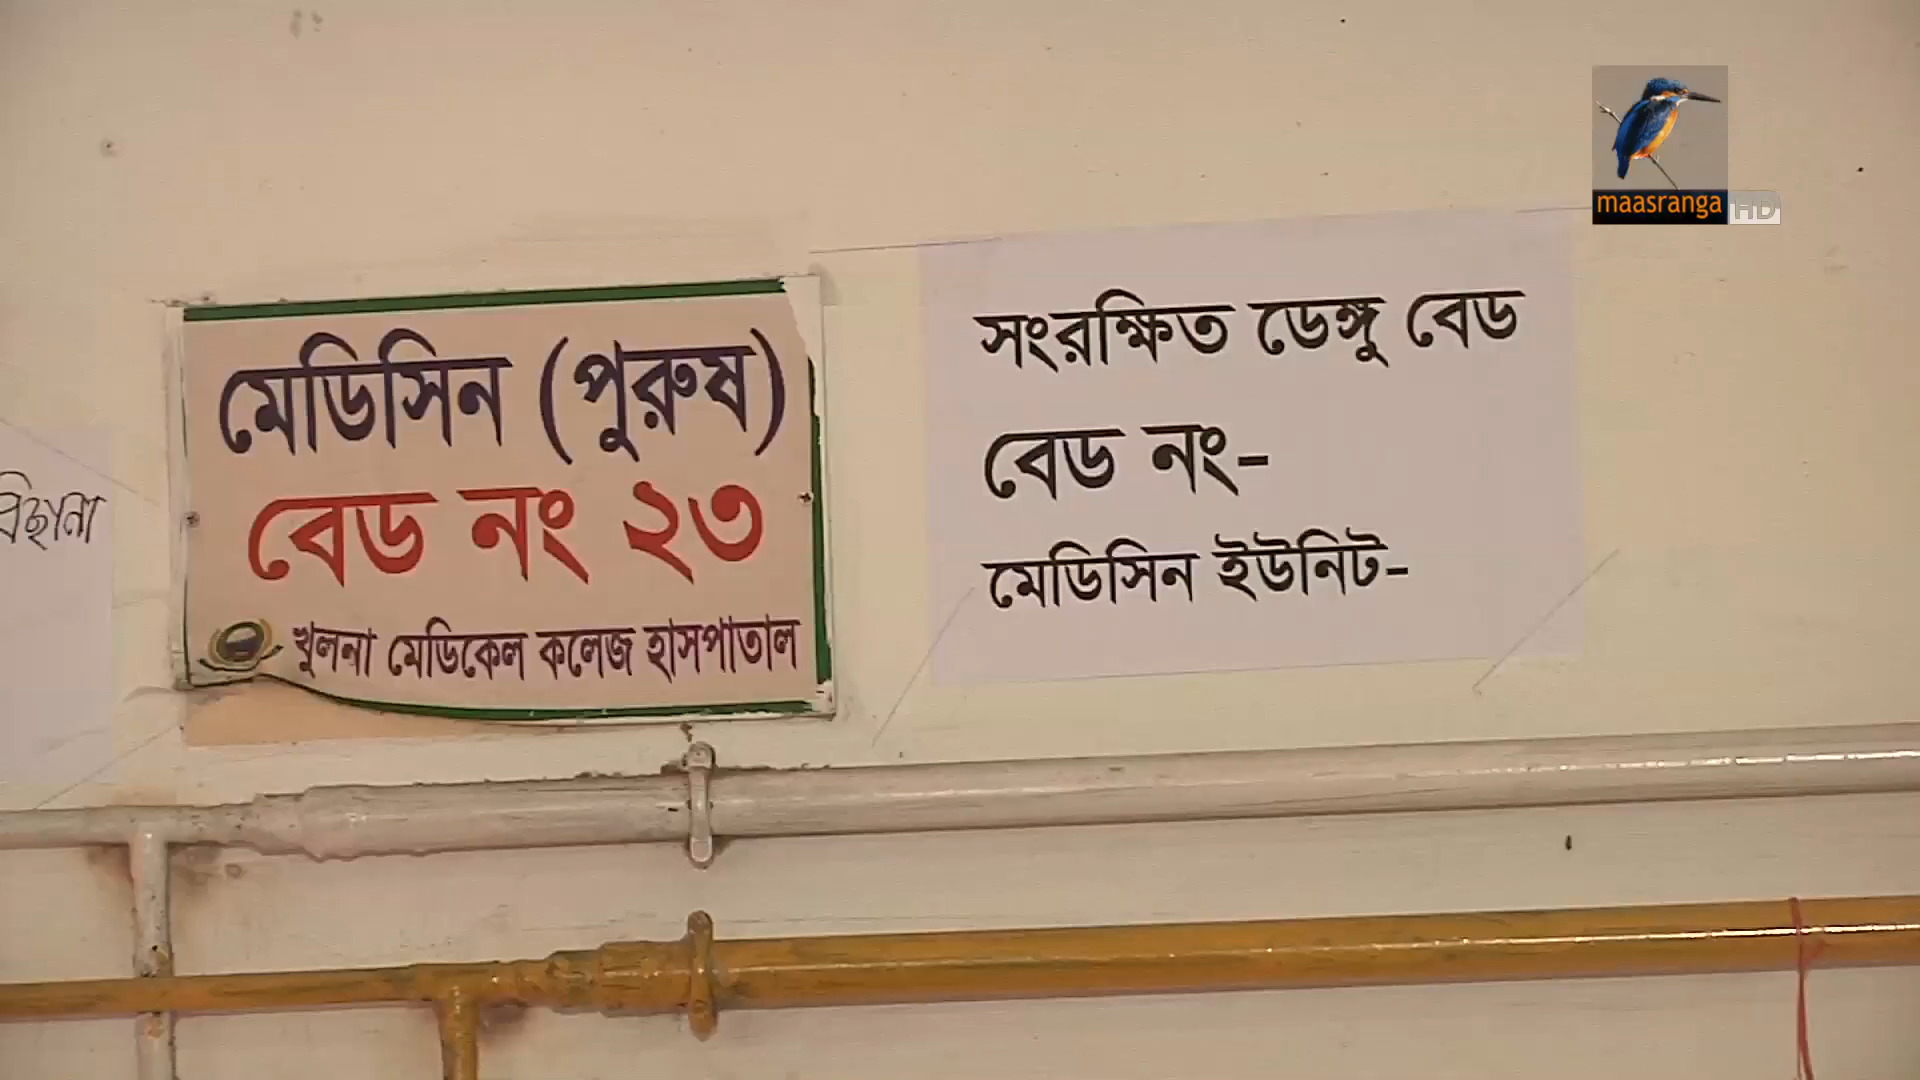 maasranga HD
মেডিসিন (পুরুষ)
বেড নং ২৩
খুলনা মেডিকেল কলেজ হাসপাতাল
সংরক্ষিত ডেঙ্গু বেড
বেড নং-
মেডিসিন ইউনিট-
বিছানা